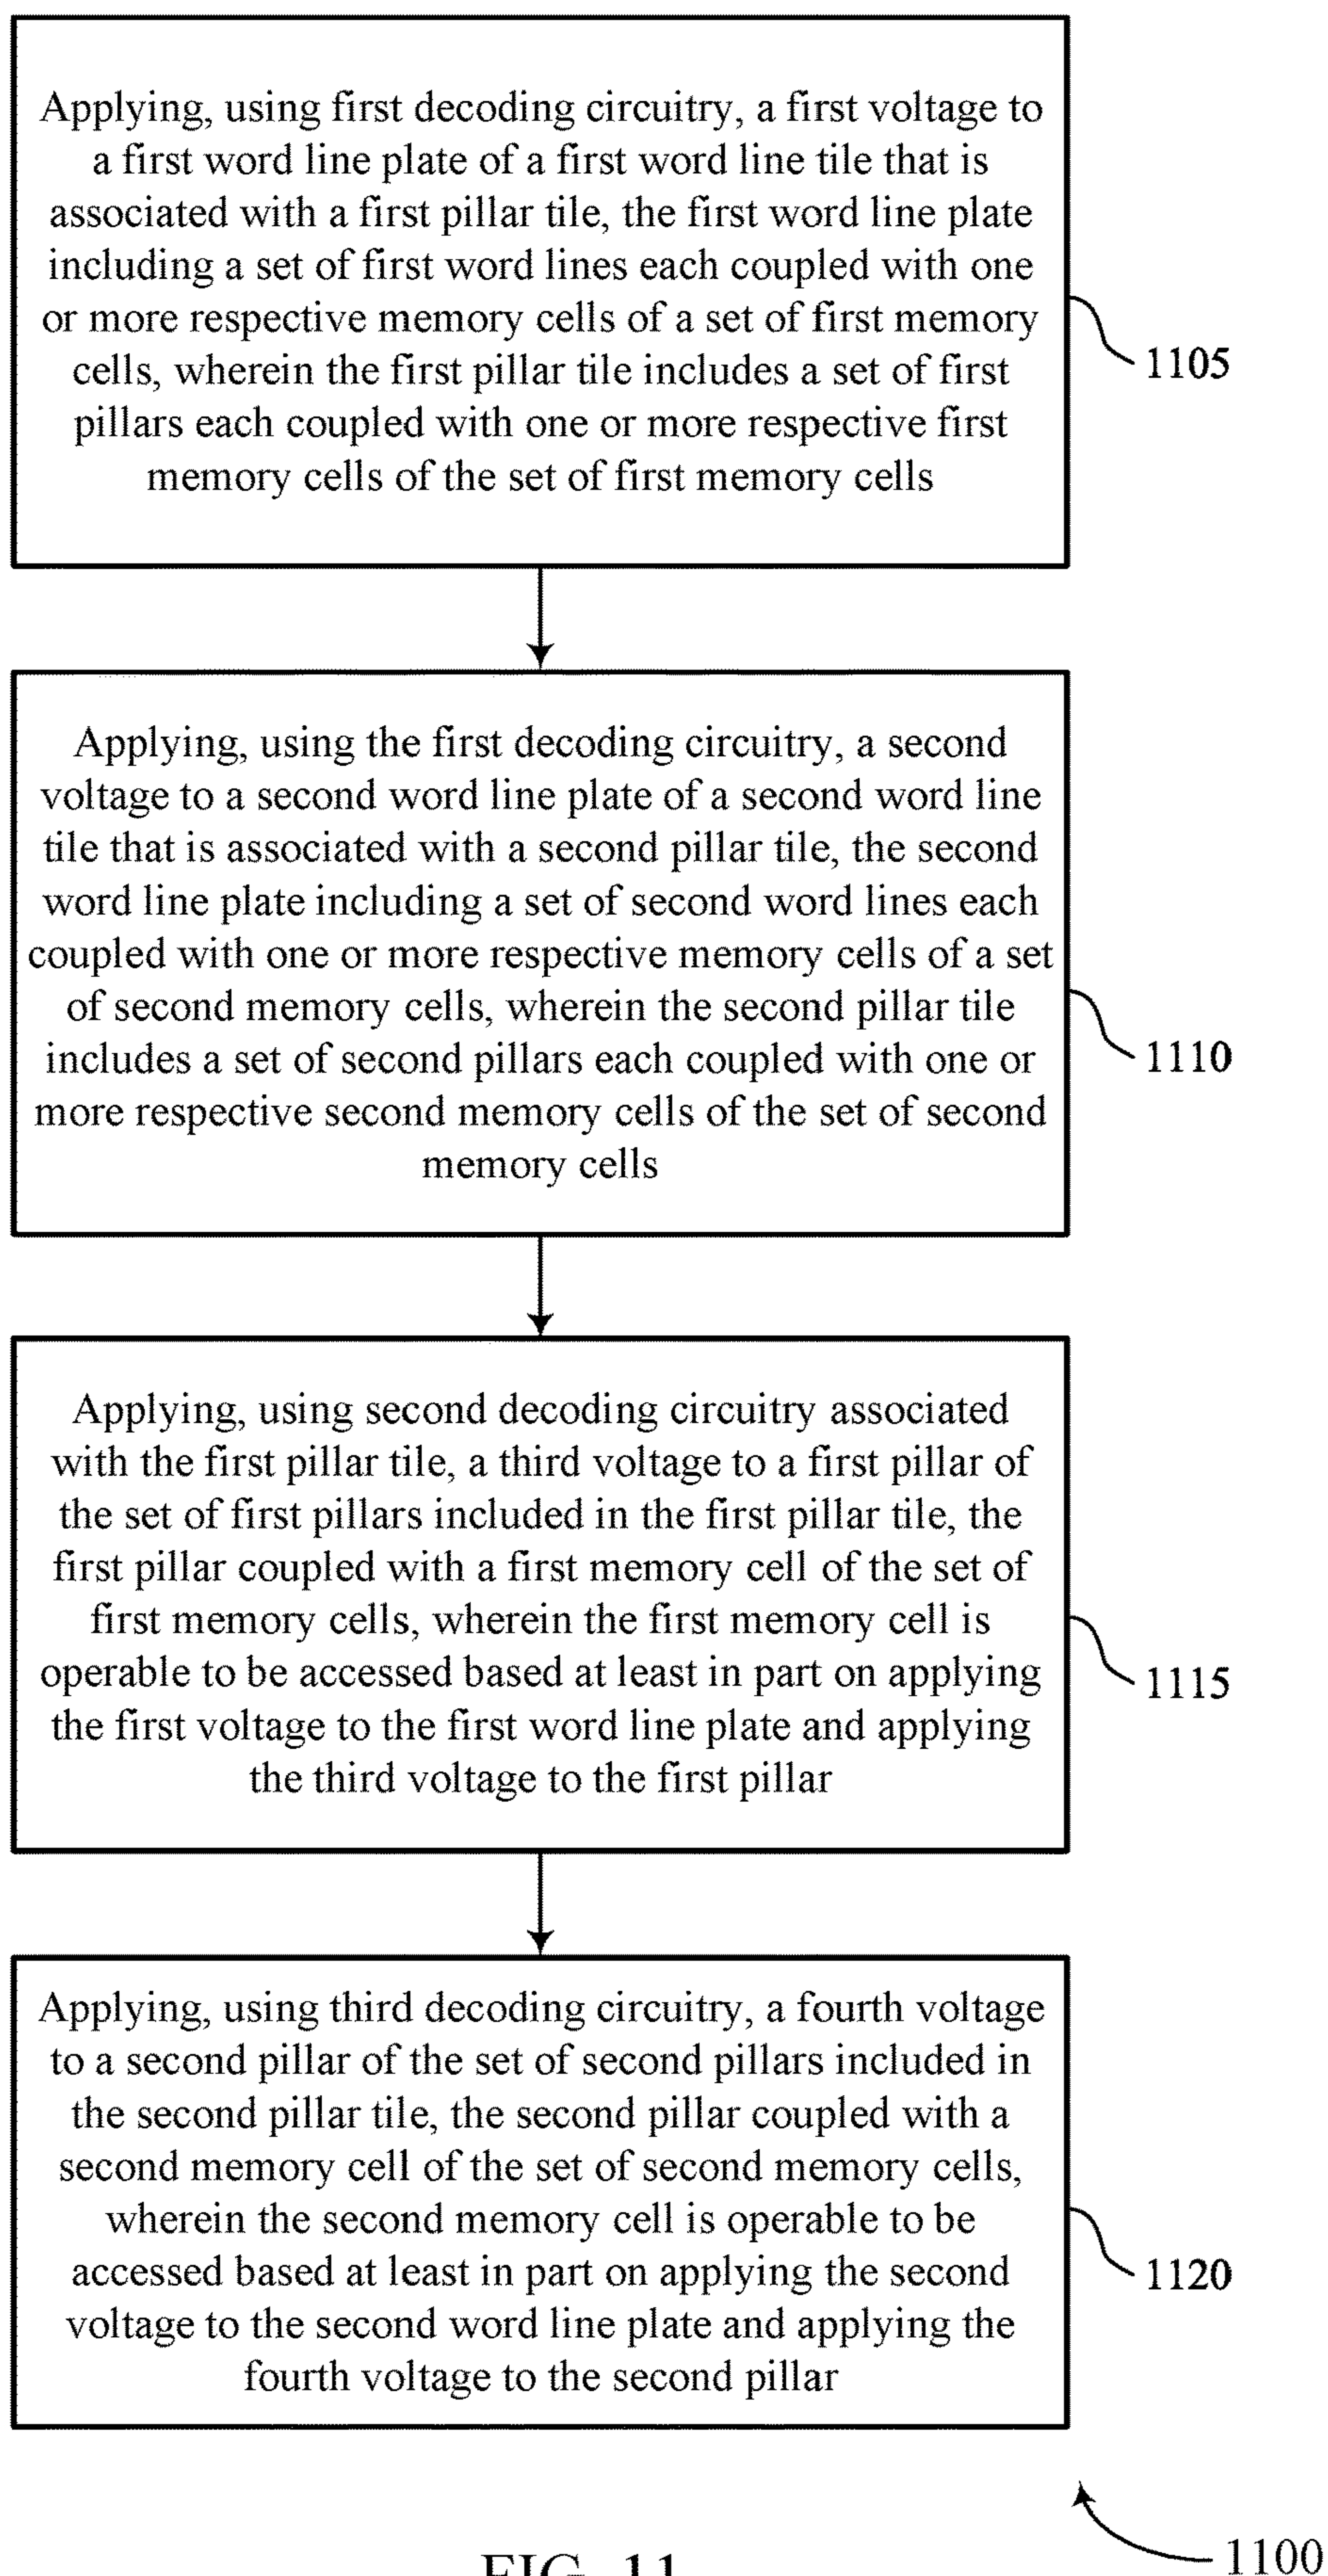 Applying, using first decoding circuitry, a first voltage to
a first word line plate of a first word line tile that is
associated with a first pillar tile, the first word line plate
including a set of first word lines each coupled with one
or more respective memory cells of a set of first memory
cells, wherein the first pillar tile includes a set of first
pillars each coupled with one or more respective first
memory cells of the set of first memory cells
1105
Applying, using the first decoding circuitry, a second
voltage to a second word line plate of a second word line
tile that is associated with a second pillar tile, the second
word line plate including a set of second word lines each
coupled with one or more respective memory cells of a set
of second memory cells, wherein the second pillar tile
includes a set of second pillars each coupled with one or
more respective second memory cells of the set of second
memory cells
1110
Applying, using second decoding circuitry associated
with the first pillar tile, a third voltage to a first pillar of
the set of first pillars included in the first pillar tile, the
first pillar coupled with a first memory cell of the set of
first memory cells, wherein the first memory cell is
operable to be accessed based at least in part on applying
the first voltage to the first word line plate and applying
the third voltage to the first pillar
1115
Applying, using third decoding circuitry, a fourth voltage
to a second pillar of the set of second pillars included in
the second pillar tile, the second pillar coupled with a
second memory cell of the set of second memory cells,
wherein the second memory cell is operable to be
accessed based at least in part on applying the second
voltage to the second word line plate and applying the
fourth voltage to the second pillar
1120
1100
FIG. 11